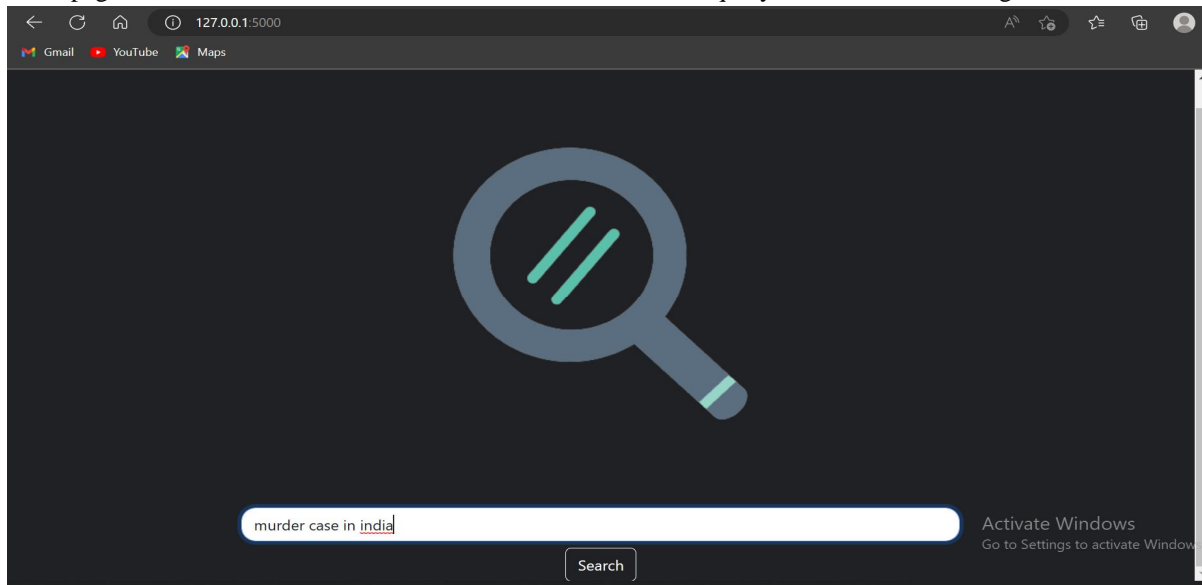 127.0.0.1:5000
Gmail YouTube Maps
murder case in india
Activate Windows
Go to Settings to activate Window
Search